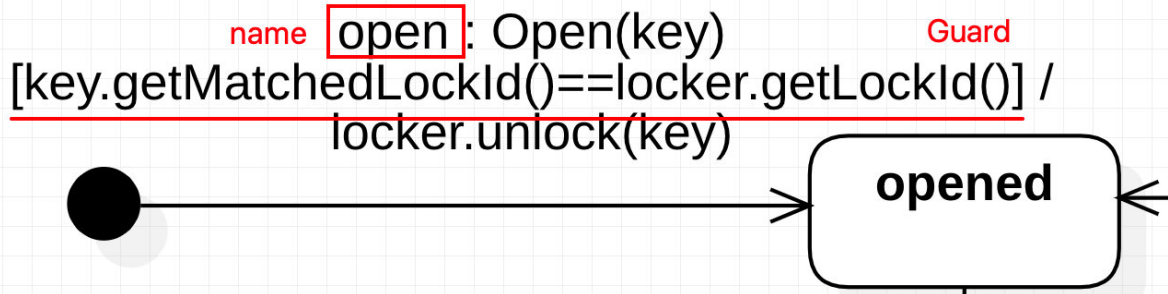 name open : Open(key) Guard
[key.getMatchedLockId()==locker.getLockId()] /
locker.unlock(key)
opened